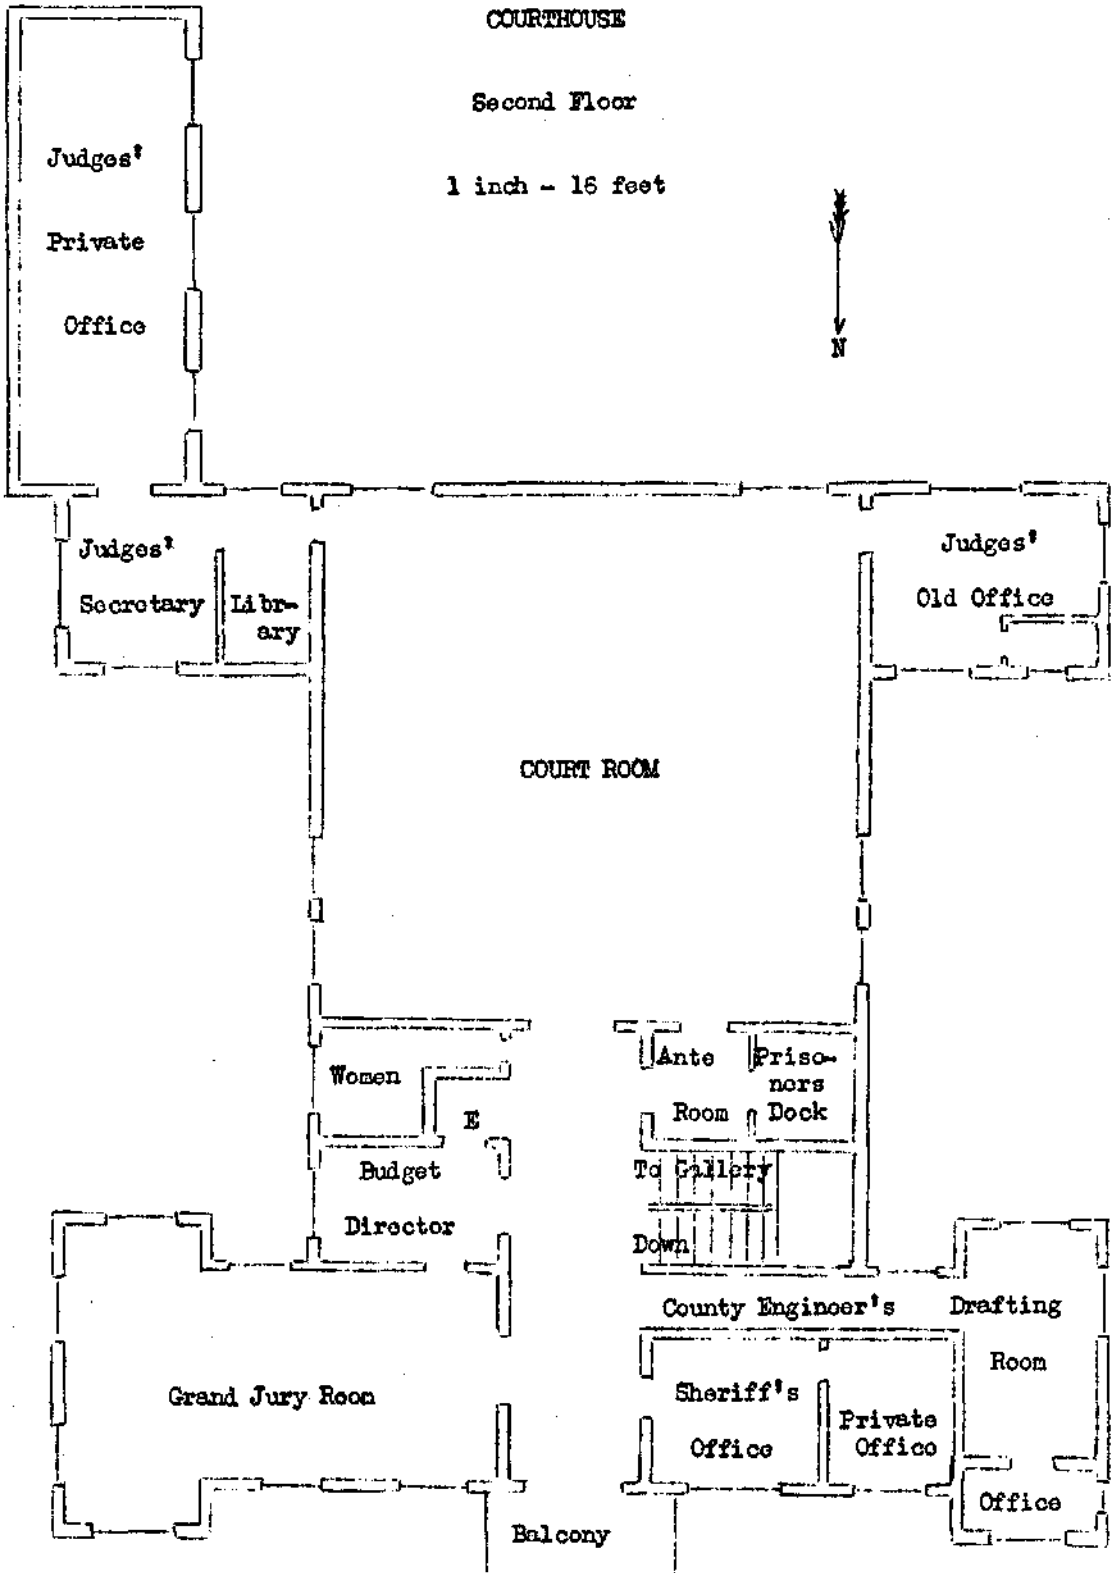 COURTHOUSE
Second Floor
1 inch - 16 feet
N
Judges'
Private
Office
Judges'
Secretary
Libr-
ary
Judges'
Old Office
COURT ROOM
Women
E
Ante
Room
Priso-
ners
Dock
Budget
Director
To Gallery
Down
County Engineer's
Drafting
Room
Grand Jury Room
Sheriff's
Office
Private
Office
Office
Balcony